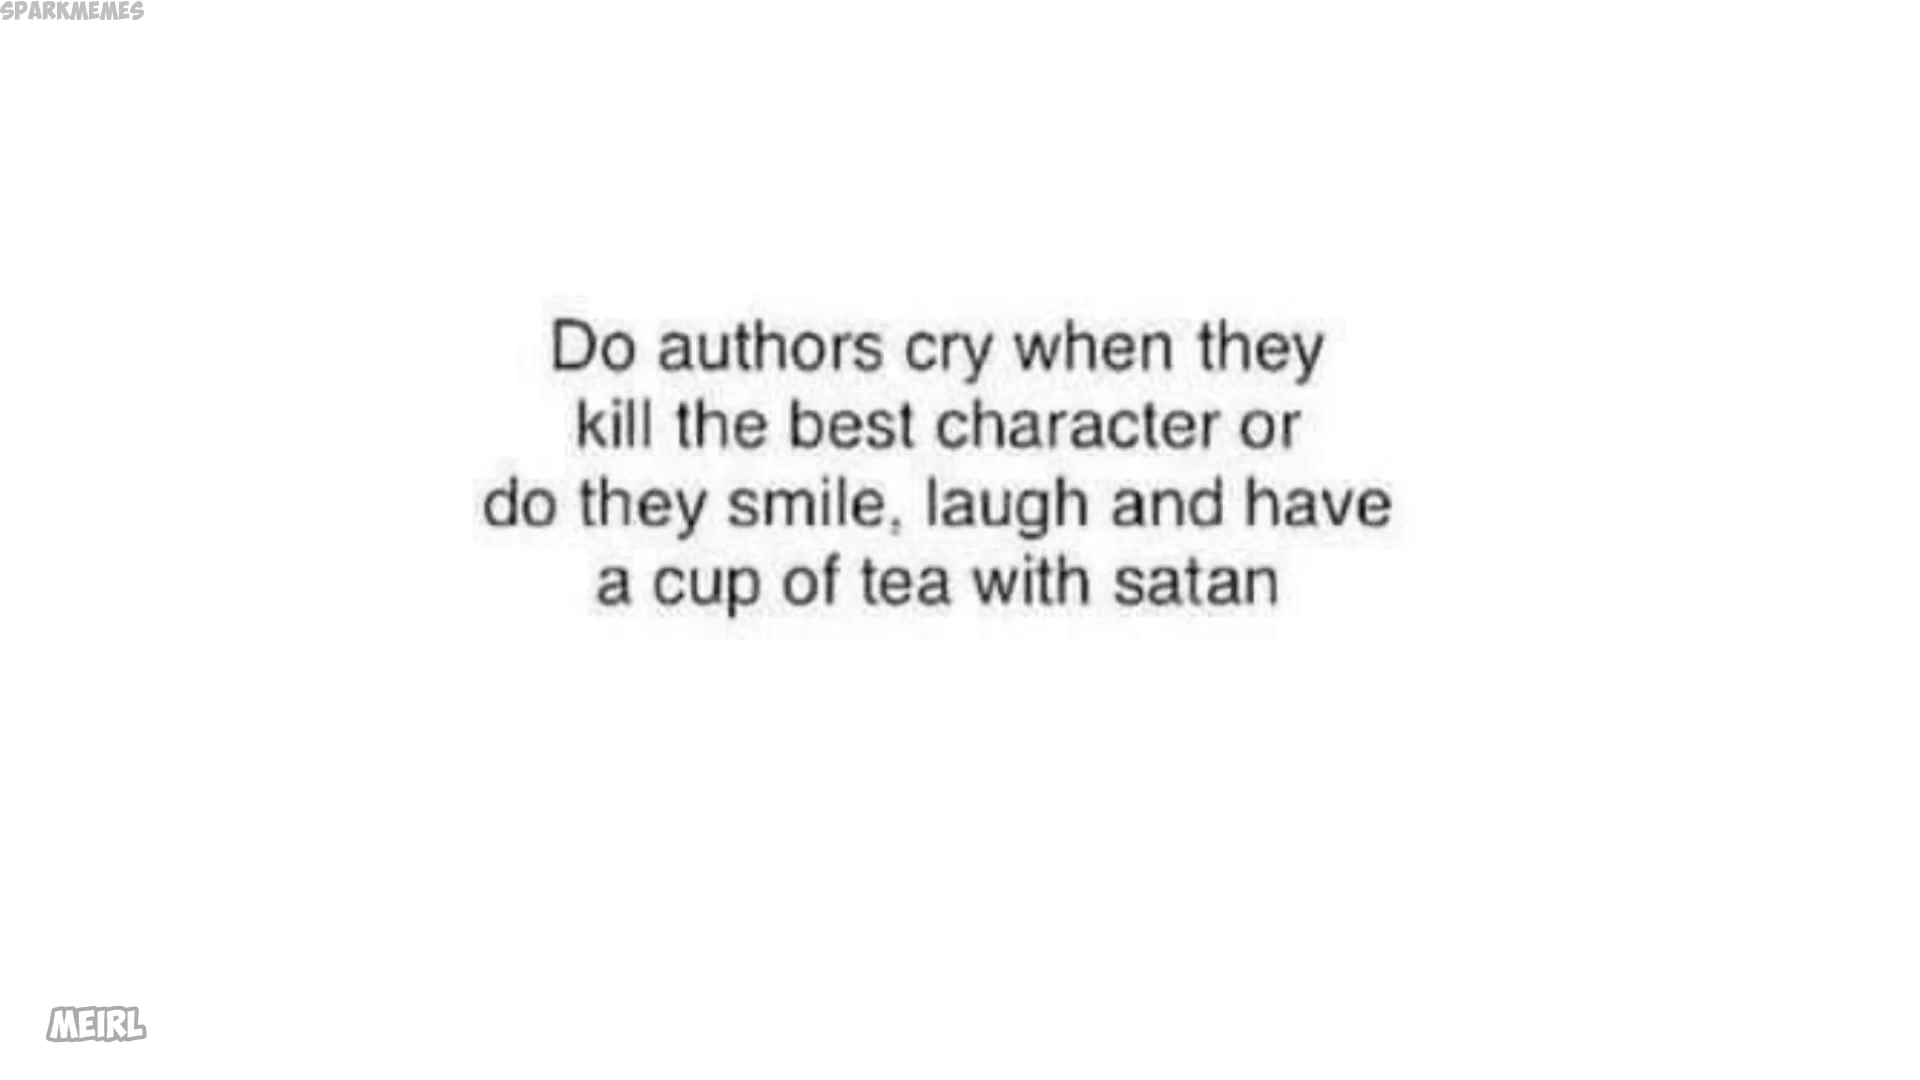 SPARKMEMES
Do authors cry when they
kill the best character or
do they smile, laugh and have
a cup of tea with satan
MEIRL